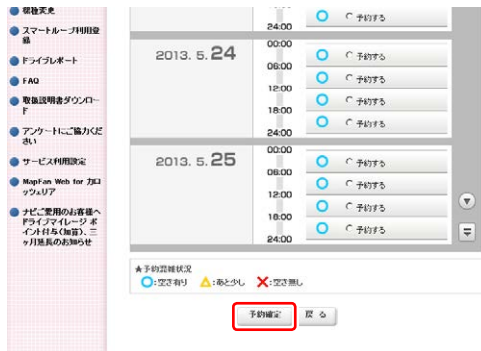 機種変更
スマートループ利用登
録
ドライブレポート
FAQ
取扱説明書ダウンロー
ド
アンケートにご協力くだ
さい
サービス利用設定
MapFan Web for カロ
ッツェリア
ナビご愛用のお客様へ
ドライブマイレージ ポ
イント付与(加算)、三
ヶ月延長のお知らせ
24:00
予約する
2013. 5. 24
00:00
06:00
12:00
18:00
24:00
予約する
予約する
予約する
予約する
2013. 5. 25
00:00
06:00
12:00
18:00
24:00
予約する
予約する
予約する
予約する
★予約混雑状況
:空き有り :あと少し :空き無し
予約確定 戻 る